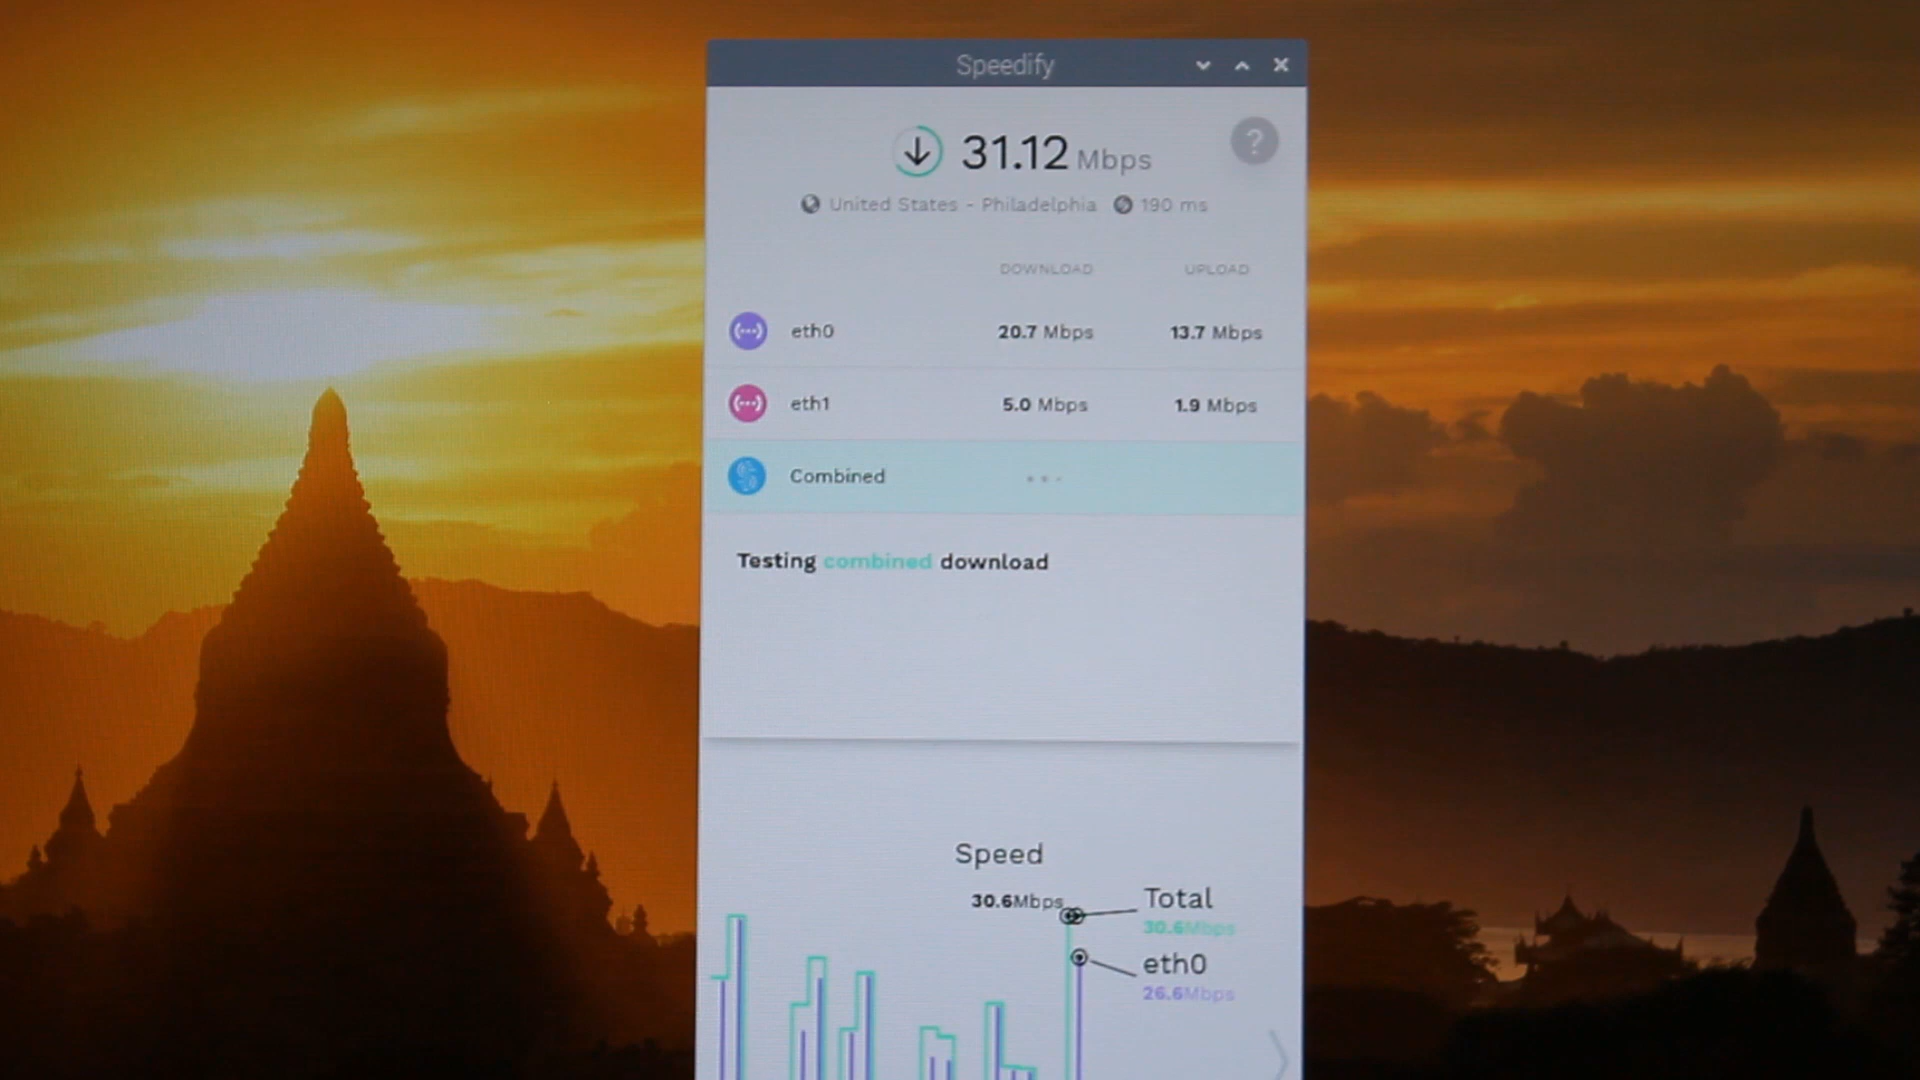 Speedify
31.12 Mbps
?
United States - Philadelphia 190 ms
DOWNLOAD UPLOAD
eth0 20.7 Mbps 13.7 Mbps
eth1 5.0 Mbps 1.9 Mbps
Combined
Testing combined download
Speed
30.6Mbps
Total
30.6Mbps
eth0
26.6Mbps